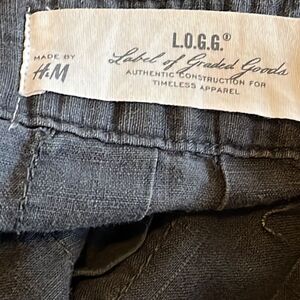 L.O.G.G.®
MADE BY
H&M
Label of Graded Goods
AUTHENTIC CONSTRUCTION FOR
TIMELESS APPAREL